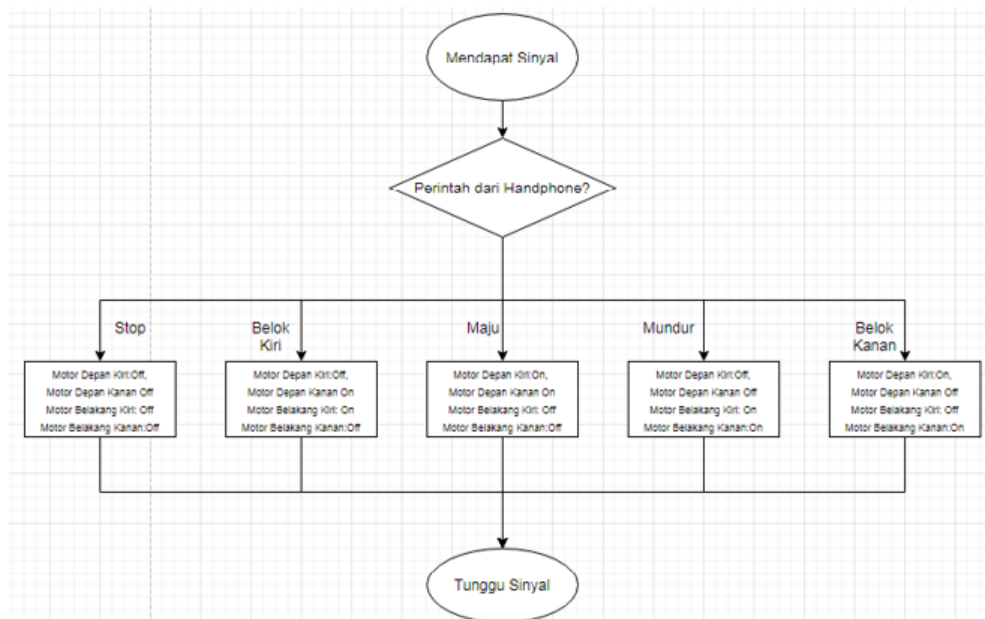 Mendapat Sinyal
Perintah dari Handphone?
Stop
Belok
Kiri
Maju
Mundur
Belok
Kanan
Motor Depan Kiri:Off,
Motor Depan Kanan Off
Motor Belakang Kiri: Off
Motor Belakang Kanan:Off
Motor Depan Kiri:Off,
Motor Depan Kanan On
Motor Belakang Kiri: On
Motor Belakang Kanan:Off
Motor Depan Kiri:On,
Motor Depan Kanan On
Motor Belakang Kiri: Off
Motor Belakang Kanan:Off
Motor Depan Kiri:Off,
Motor Depan Kanan Off
Motor Belakang Kiri: On
Motor Belakang Kanan:On
Motor Depan Kiri:On,
Motor Depan Kanan Off
Motor Belakang Kiri: Off
Motor Belakang Kanan:On
Tunggu Sinyal